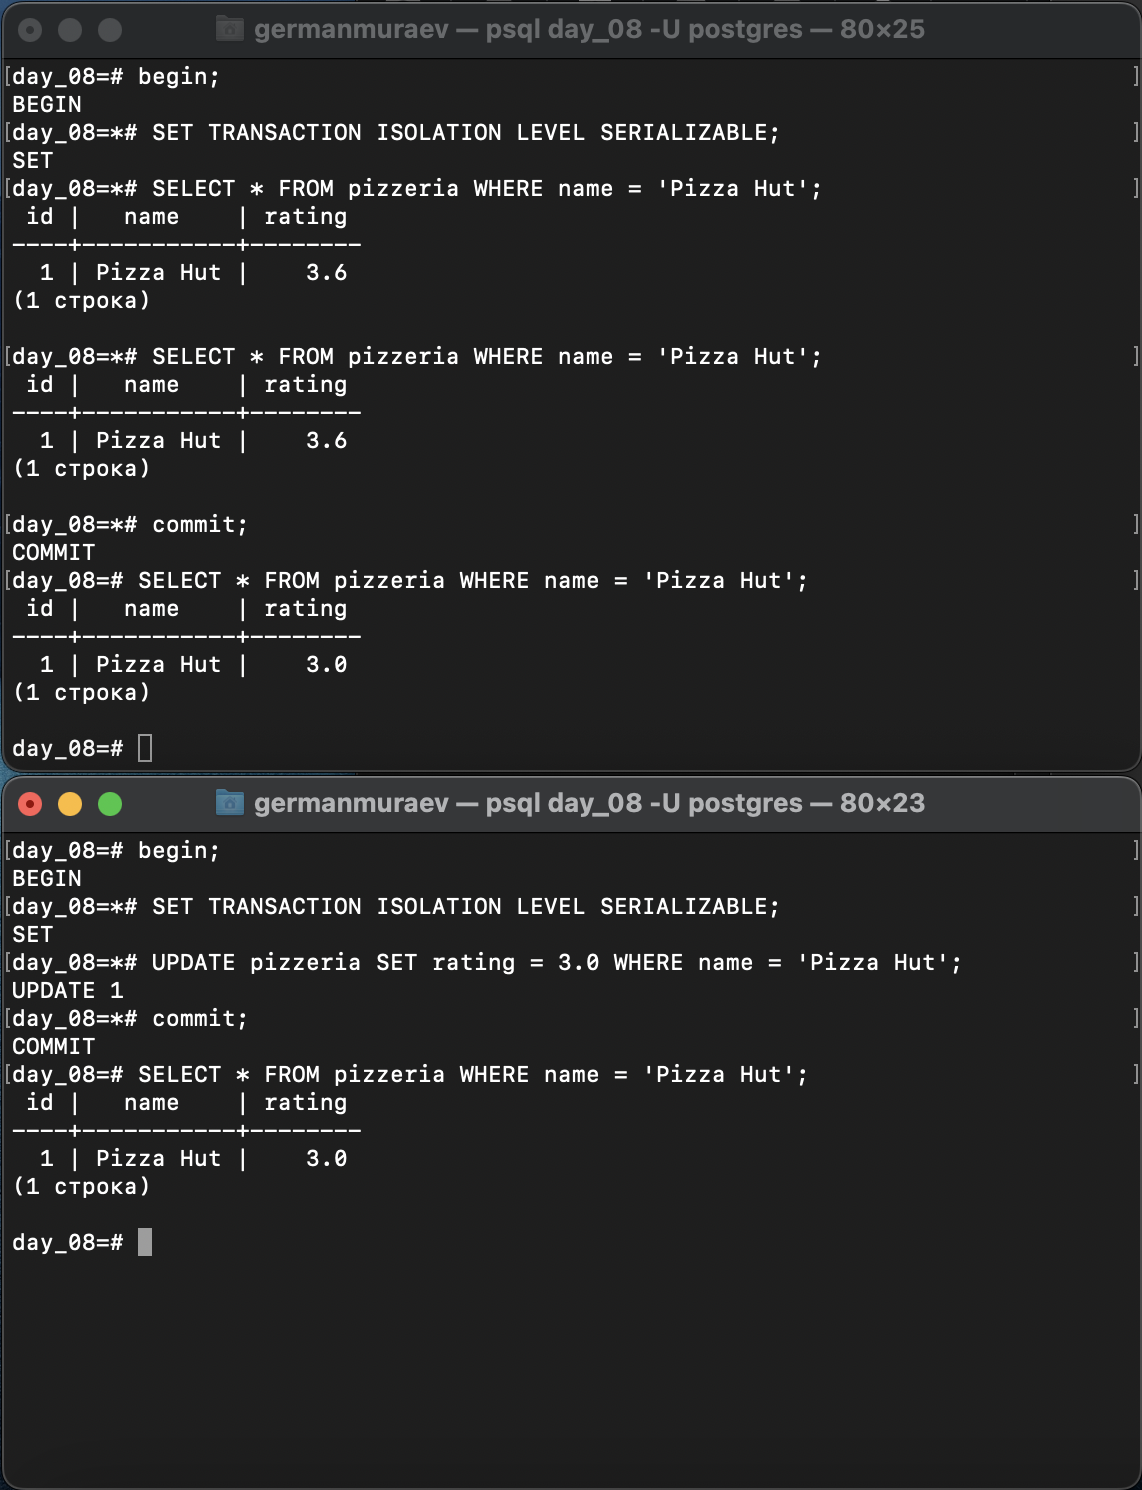 germanmuraev — psql day_08 -U postgres — 80×25
[day_08=# begin; ]
BEGIN
[day_08=*# SET TRANSACTION ISOLATION LEVEL SERIALIZABLE; ]
SET
[day_08=*# SELECT * FROM pizzeria WHERE name = 'Pizza Hut'; ]
 id |   name    | rating
----+-----------+--------
  1 | Pizza Hut |    3.6
(1 строка)
[day_08=*# SELECT * FROM pizzeria WHERE name = 'Pizza Hut'; ]
 id |   name    | rating
----+-----------+--------
  1 | Pizza Hut |    3.6
(1 строка)
[day_08=*# commit; ]
COMMIT
[day_08=# SELECT * FROM pizzeria WHERE name = 'Pizza Hut'; ]
 id |   name    | rating
----+-----------+--------
  1 | Pizza Hut |    3.0
(1 строка)
day_08=#
germanmuraev — psql day_08 -U postgres — 80×23
[day_08=# begin; ]
BEGIN
[day_08=*# SET TRANSACTION ISOLATION LEVEL SERIALIZABLE; ]
SET
[day_08=*# UPDATE pizzeria SET rating = 3.0 WHERE name = 'Pizza Hut'; ]
UPDATE 1
[day_08=*# commit; ]
COMMIT
[day_08=# SELECT * FROM pizzeria WHERE name = 'Pizza Hut'; ]
 id |   name    | rating
----+-----------+--------
  1 | Pizza Hut |    3.0
(1 строка)
day_08=#